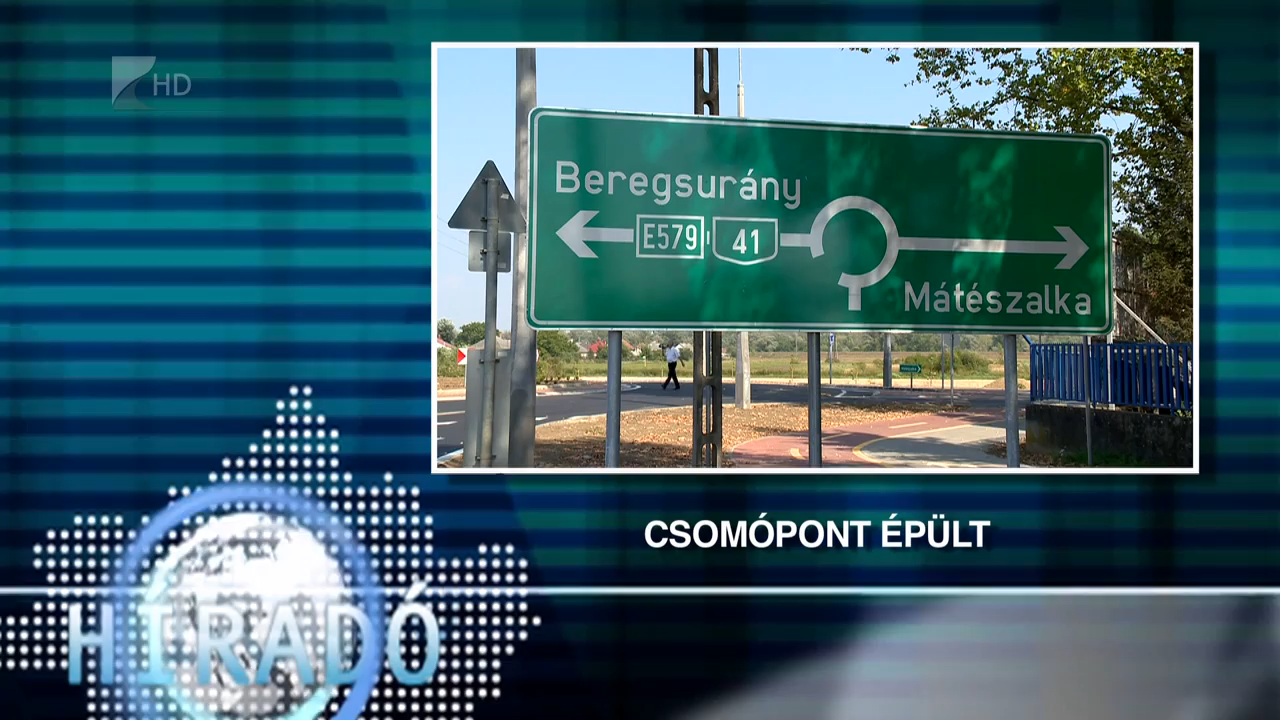 HD
Beregsurány
E579
41
Mátészalka
CSOMÓPONT ÉPÜLT
HÍRADÓ